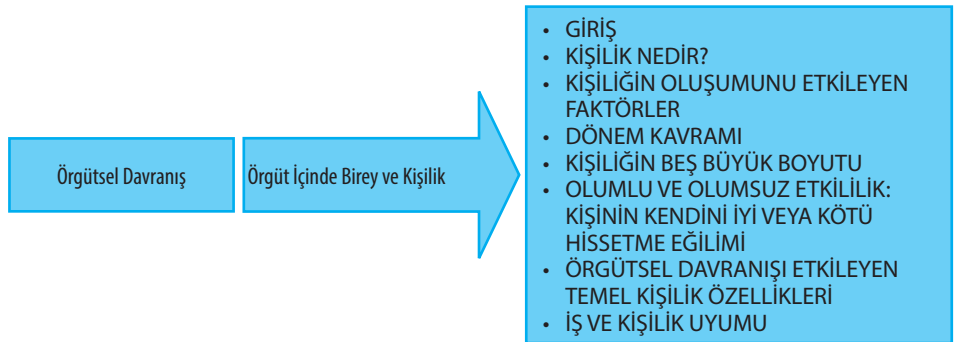 Örgütsel Davranış
Örgüt İçinde Birey ve Kişilik
• GİRİŞ
• KİŞİLİK NEDİR?
• KİŞİLİĞİN OLUŞUMUNU ETKİLEYEN
FAKTÖRLER
• DÖNEM KAVRAMI
• KİŞİLİĞİN BEŞ BÜYÜK BOYUTU
• OLUMLU VE OLUMSUZ ETKİLİLİK:
KİŞİNİN KENDİNİ İYİ VEYA KÖTÜ
HİSSETME EĞİLİMİ
• ÖRGÜTSEL DAVRANIŞI ETKİLEYEN
TEMEL KİŞİLİK ÖZELLİKLERİ
• İŞ VE KİŞİLİK UYUMU